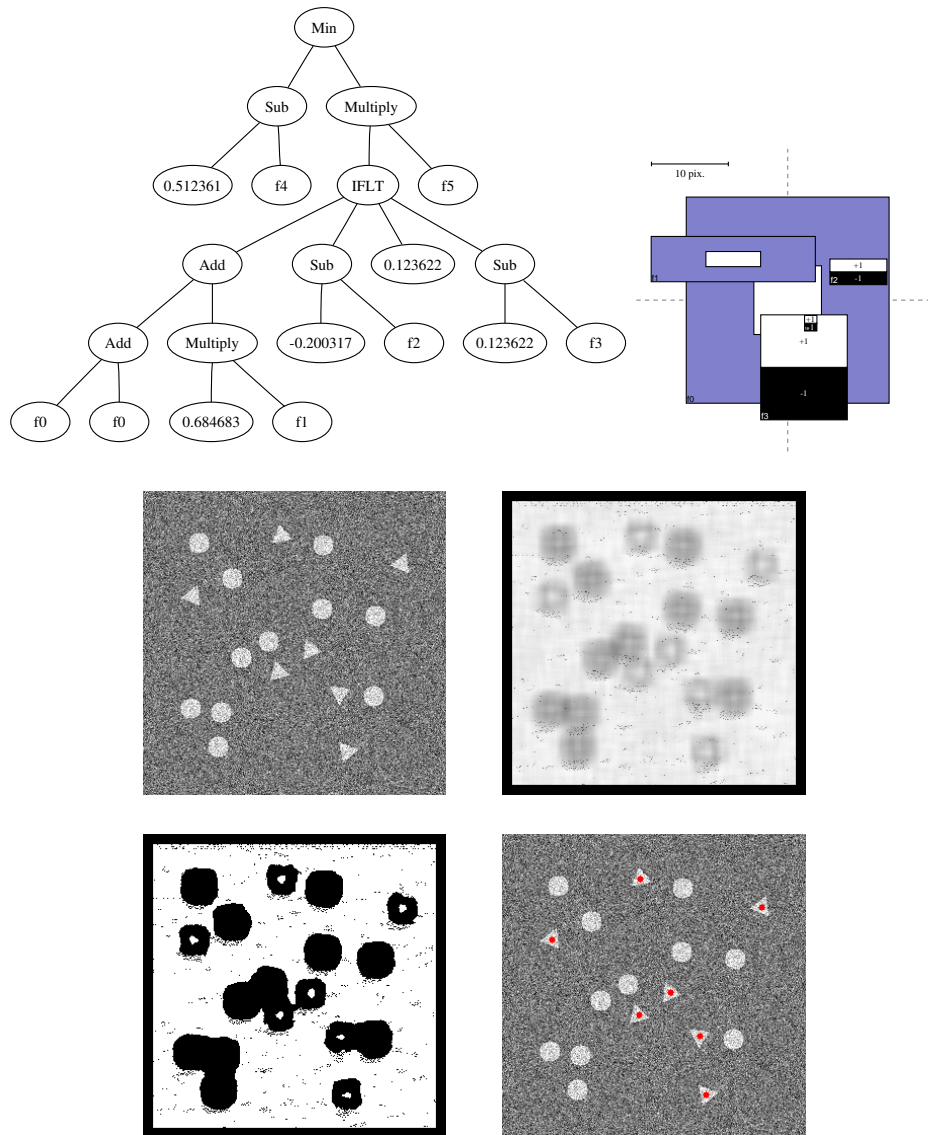 Min
Sub Multiply
0.512361 f4 IFLT f5
Add Sub 0.123622 Sub
Add Multiply -0.200317 f2 0.123622 f3
f0 f0 0.684683 f1
10 pix.
f1
+1
f2 -1
+1
+1
-1
f0
f3